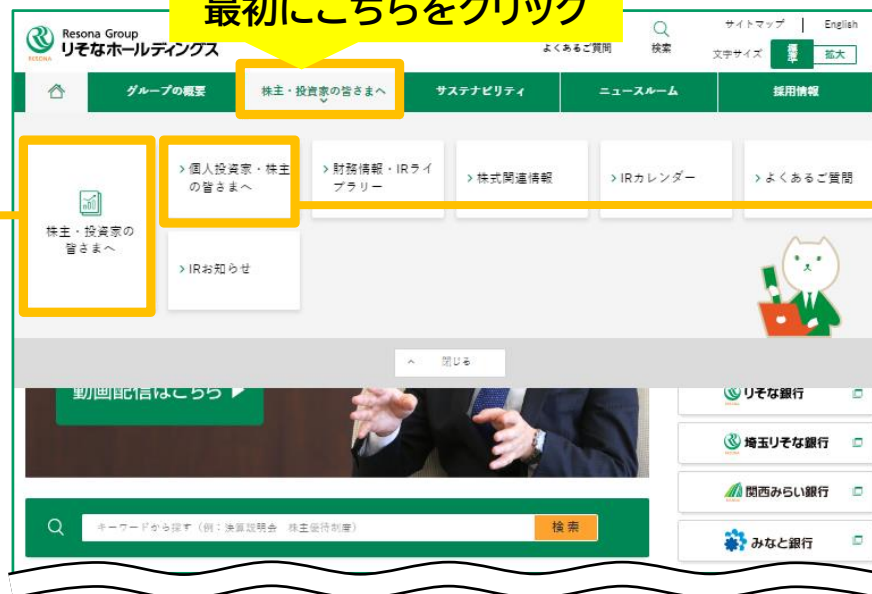 最初にこちらをクリック
Resona Group
りそなホールディングス
RESONA
よくあるご質問
検索
サイトマップ | English
文字サイズ 標準 拡大
グループの概要
株主・投資家の皆さまへ
サステナビリティ
ニュースルーム
採用情報
株主・投資家の
皆さまへ
個人投資家・株主
の皆さまへ
財務情報・IRライ
ブラリー
株式関連情報
IRカレンダー
よくあるご質問
IRお知らせ
閉じる
動画配信はこちら ▶
りそな銀行
埼玉りそな銀行
関西みらい銀行
みなと銀行
キーワードから探す（例：決算説明会 株主優待制度）
検索